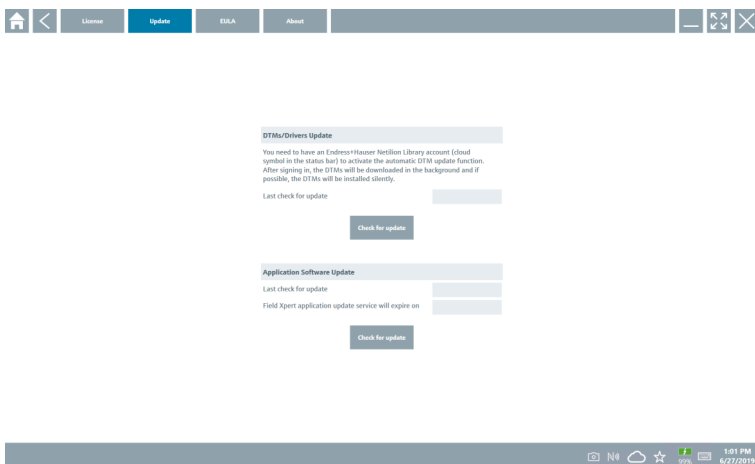 License Update EULA About
DTMs/Drivers Update
You need to have an Endress+Hauser Netilion Library account (cloud
symbol in the status bar) to activate the automatic DTM update function.
After signing in, the DTMs will be downloaded in the background and if
possible, the DTMs will be installed silently.
Last check for update
Check for update
Application Software Update
Last check for update
Field Xpert application update service will expire on
Check for update
1:01 PM
99% 6/27/2019